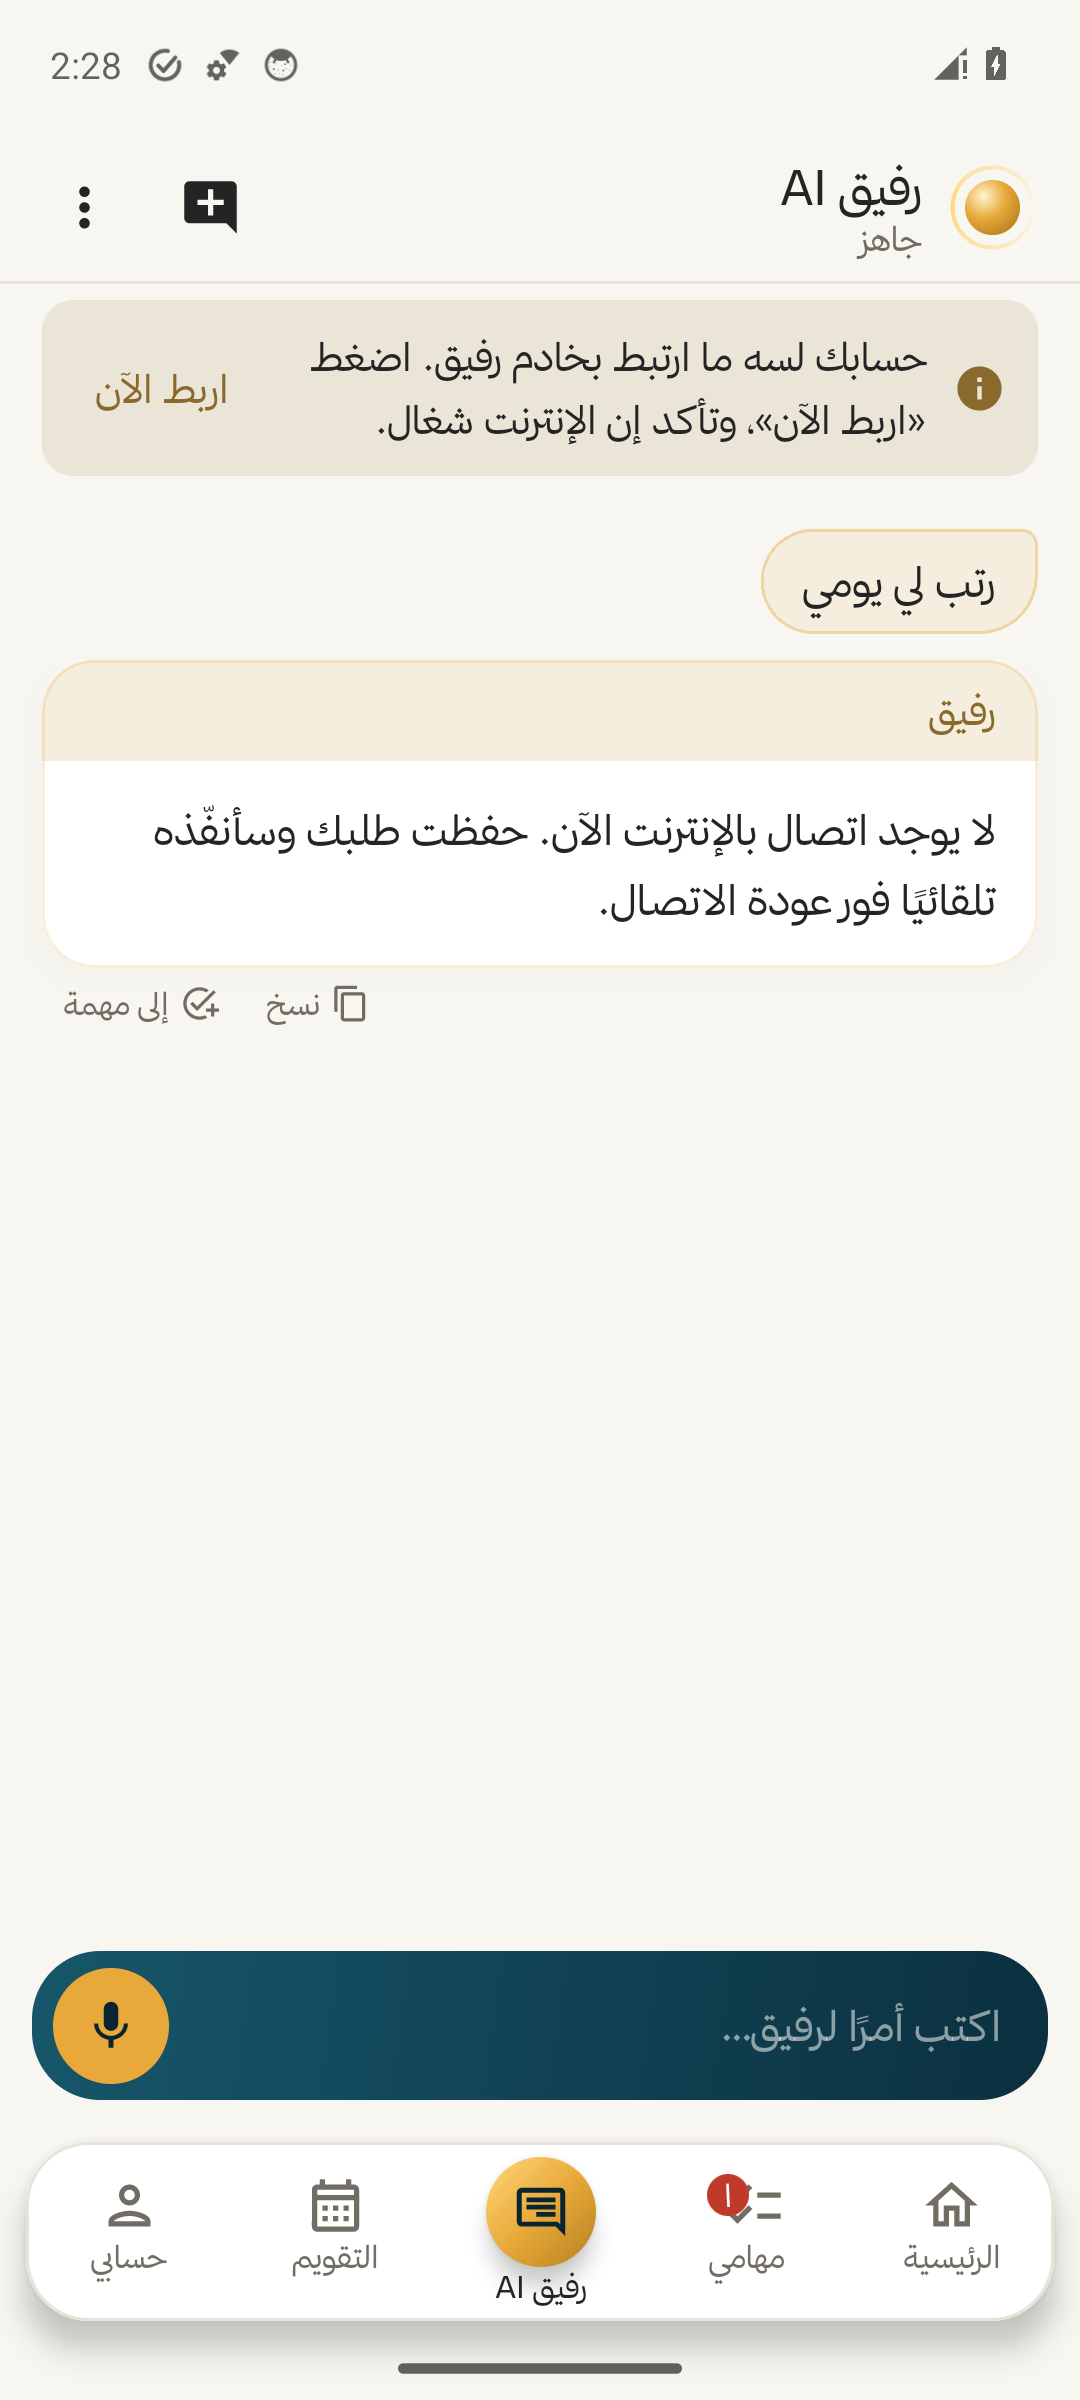 2:28
رفيق AI
جاهز
حسابك لسه ما ارتبط بخادم رفيق. اضغط
«اربط الآن»، وتأكد إن الإنترنت شغال.
اربط الآن
رتب لي يومي
رفيق
لا يوجد اتصال بالإنترنت الآن. حفظت طلبك وسأنفّذه
تلقائيًا فور عودة الاتصال.
نسخ
إلى مهمة
اكتب أمرًا لرفيق...
الرئيسية
١
مهامي
رفيق AI
التقويم
حسابي